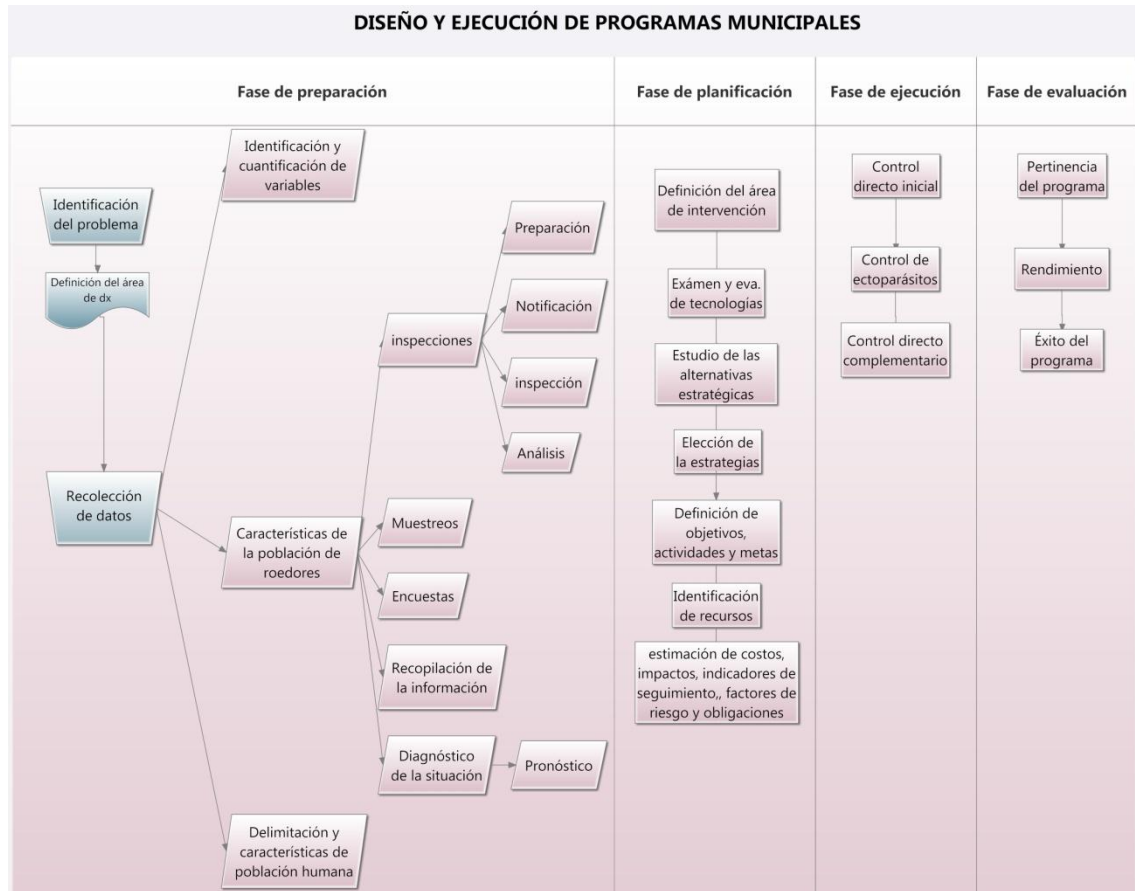 DISEÑO Y EJECUCIÓN DE PROGRAMAS MUNICIPALES
Fase de preparación
Fase de planificación
Fase de ejecución
Fase de evaluación
Identificación
del problema
Definición del área
de dx
Recolección
de datos
Identificación y
cuantificación de
variables
Características de
la población de
roedores
Delimitación y
características de
población humana
inspecciones
Muestreos
Encuestas
Recopilación de
la información
Diagnóstico
de la situación
Preparación
Notificación
inspección
Análisis
Pronóstico
Definición del área
de intervención
Exámen y eva.
de tecnologías
Estudio de las
alternativas
estratégicas
Elección de
la estrategias
Definición de
objetivos,
actividades y metas
Identificación
de recursos
estimación de costos,
impactos, indicadores de
seguimiento,, factores de
riesgo y obligaciones
Control
directo inicial
Control de
ectoparásitos
Control directo
complementario
Pertinencia
del programa
Rendimiento
Éxito del
programa